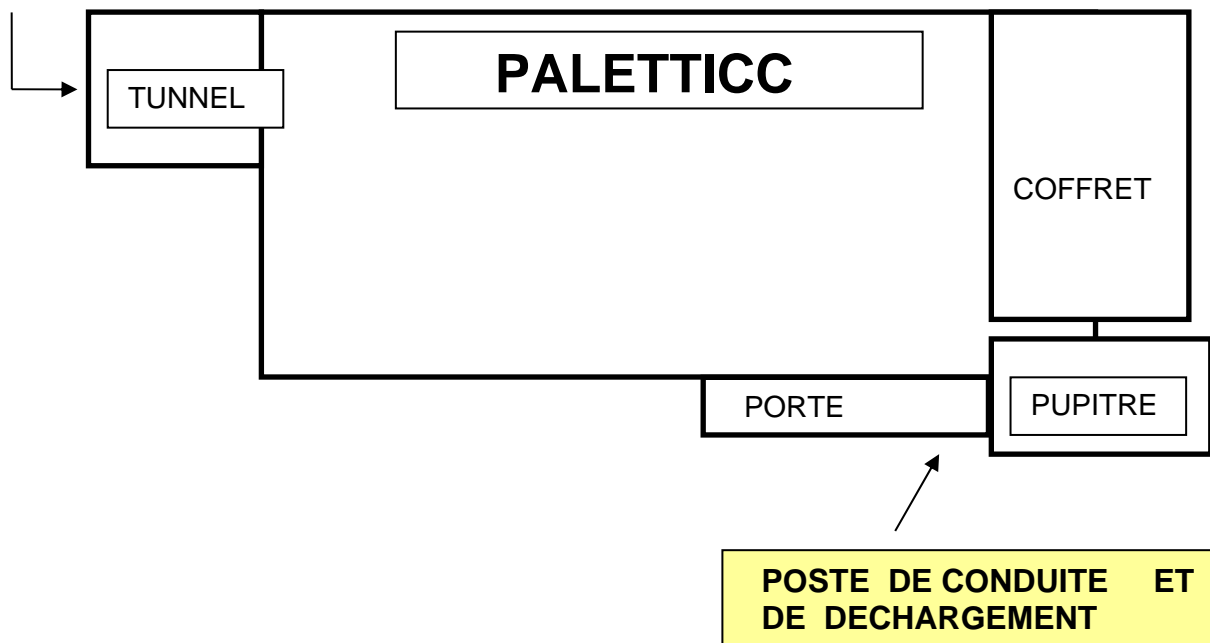 PALETTICC
TUNNEL
COFFRET
PORTE
PUPITRE
POSTE DE CONDUITE ET
DE DECHARGEMENT